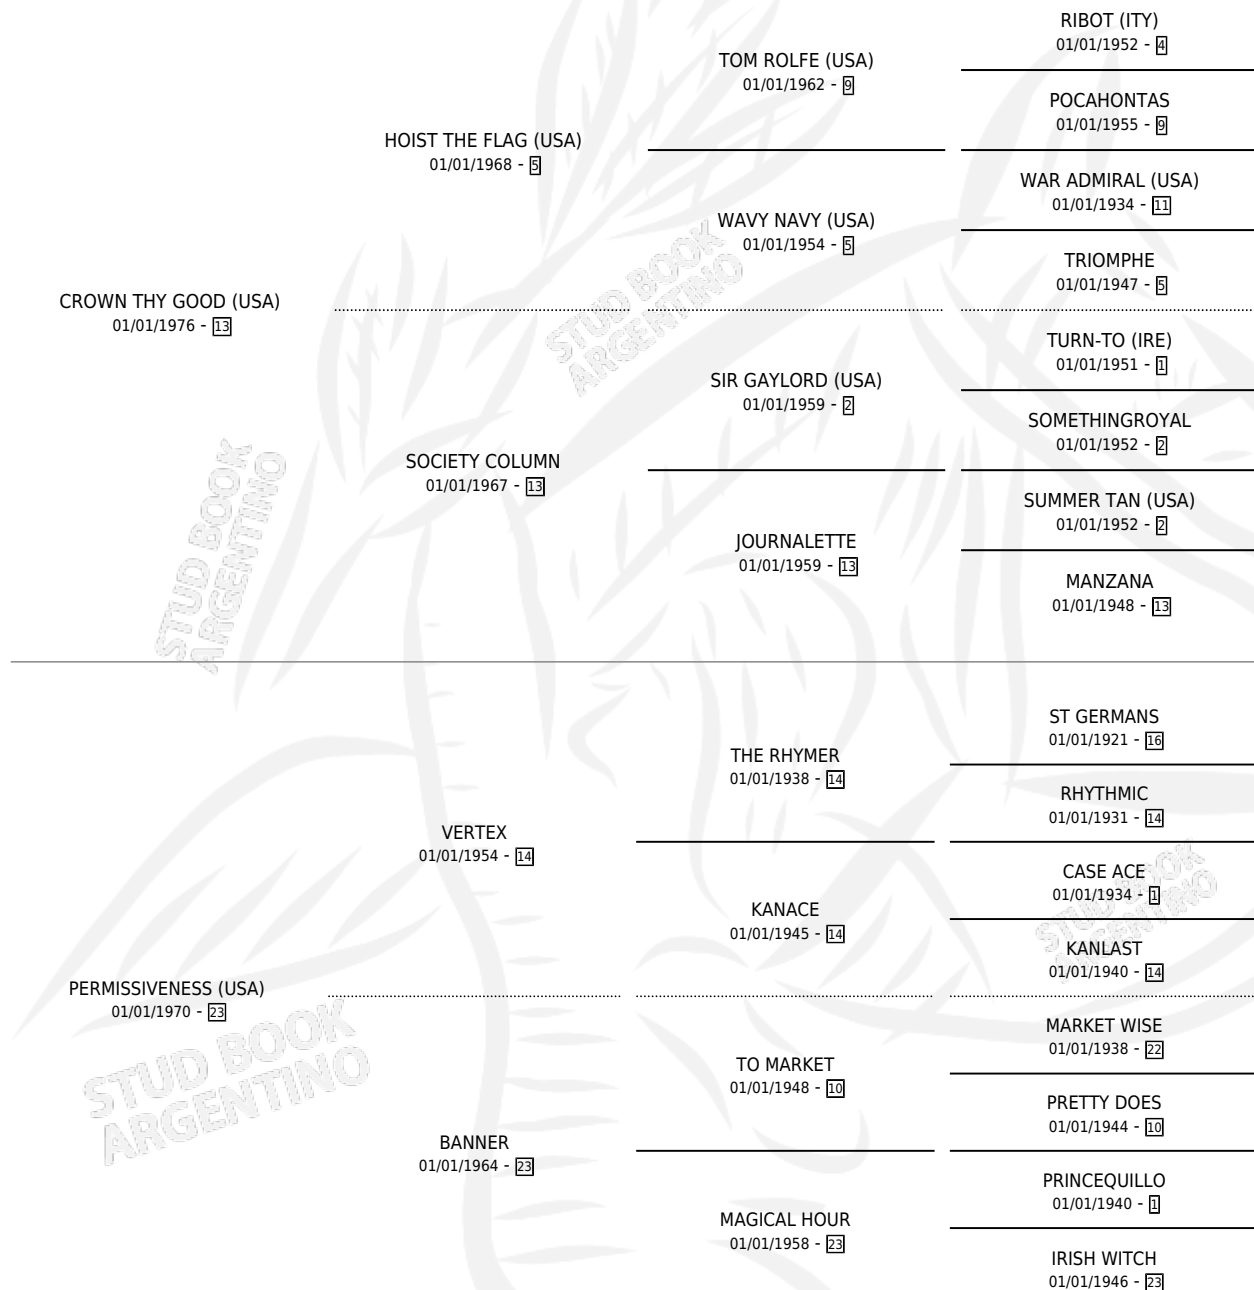 RIBOT (ITY)
01/01/1952 - 4
TOM ROLFE (USA)
01/01/1962 - 9
POCAHONTAS
01/01/1955 - 9
HOIST THE FLAG (USA)
01/01/1968 - 5
WAR ADMIRAL (USA)
01/01/1934 - 11
WAVY NAVY (USA)
01/01/1954 - 5
TRIOMPHE
01/01/1947 - 5
CROWN THY GOOD (USA)
01/01/1976 - 13
TURN-TO (IRE)
01/01/1951 - 1
SIR GAYLORD (USA)
01/01/1959 - 2
SOMETHINGROYAL
01/01/1952 - 2
SOCIETY COLUMN
01/01/1967 - 13
SUMMER TAN (USA)
01/01/1952 - 2
JOURNALETTE
01/01/1959 - 13
MANZANA
01/01/1948 - 13
ST GERMANS
01/01/1921 - 16
THE RHYMER
01/01/1938 - 14
RHYTHMIC
01/01/1931 - 14
VERTEX
01/01/1954 - 14
CASE ACE
01/01/1934 - 1
KANACE
01/01/1945 - 14
KANLAST
01/01/1940 - 14
PERMISSIVENESS (USA)
01/01/1970 - 23
MARKET WISE
01/01/1938 - 22
TO MARKET
01/01/1948 - 10
PRETTY DOES
01/01/1944 - 10
BANNER
01/01/1964 - 23
PRINCEQUILLO
01/01/1940 - 1
MAGICAL HOUR
01/01/1958 - 23
IRISH WITCH
01/01/1946 - 23
STUD BOOK
ARGENTINO
STUD BOOK
ARGENTINO
STUD BOOK
ARGENTINO
STUD BOOK
ARGENTINO